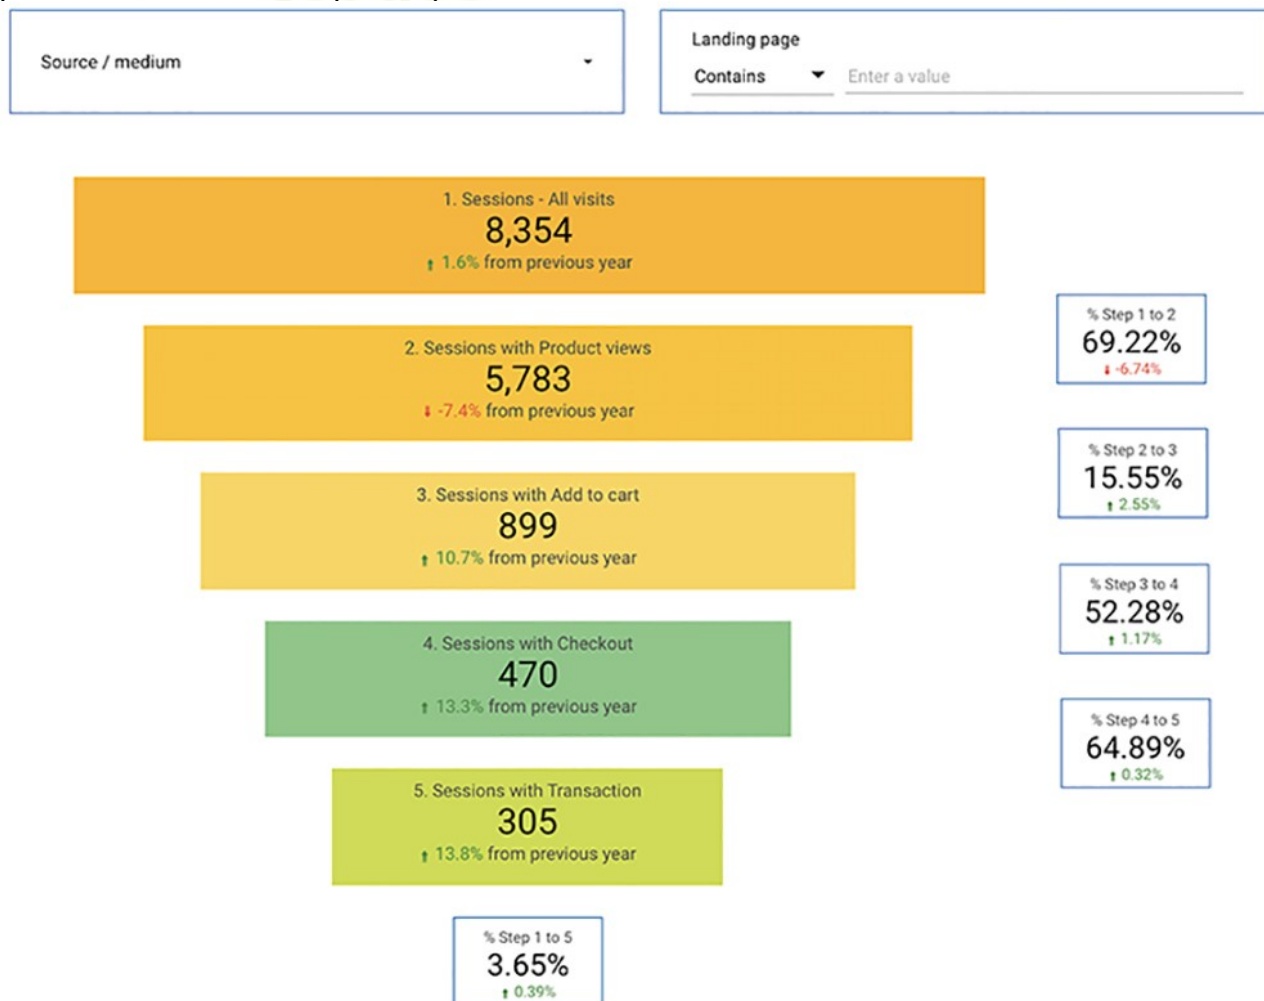 Source / medium
Landing page
Contains
Enter a value
1. Sessions - All visits
8,354
1.6% from previous year
% Step 1 to 2
69.22%
-6.74%
2. Sessions with Product views
5,783
-7.4% from previous year
% Step 2 to 3
15.55%
2.55%
3. Sessions with Add to cart
899
10.7% from previous year
% Step 3 to 4
52.28%
1.17%
4. Sessions with Checkout
470
13.3% from previous year
% Step 4 to 5
64.89%
0.32%
5. Sessions with Transaction
305
13.8% from previous year
% Step 1 to 5
3.65%
0.39%